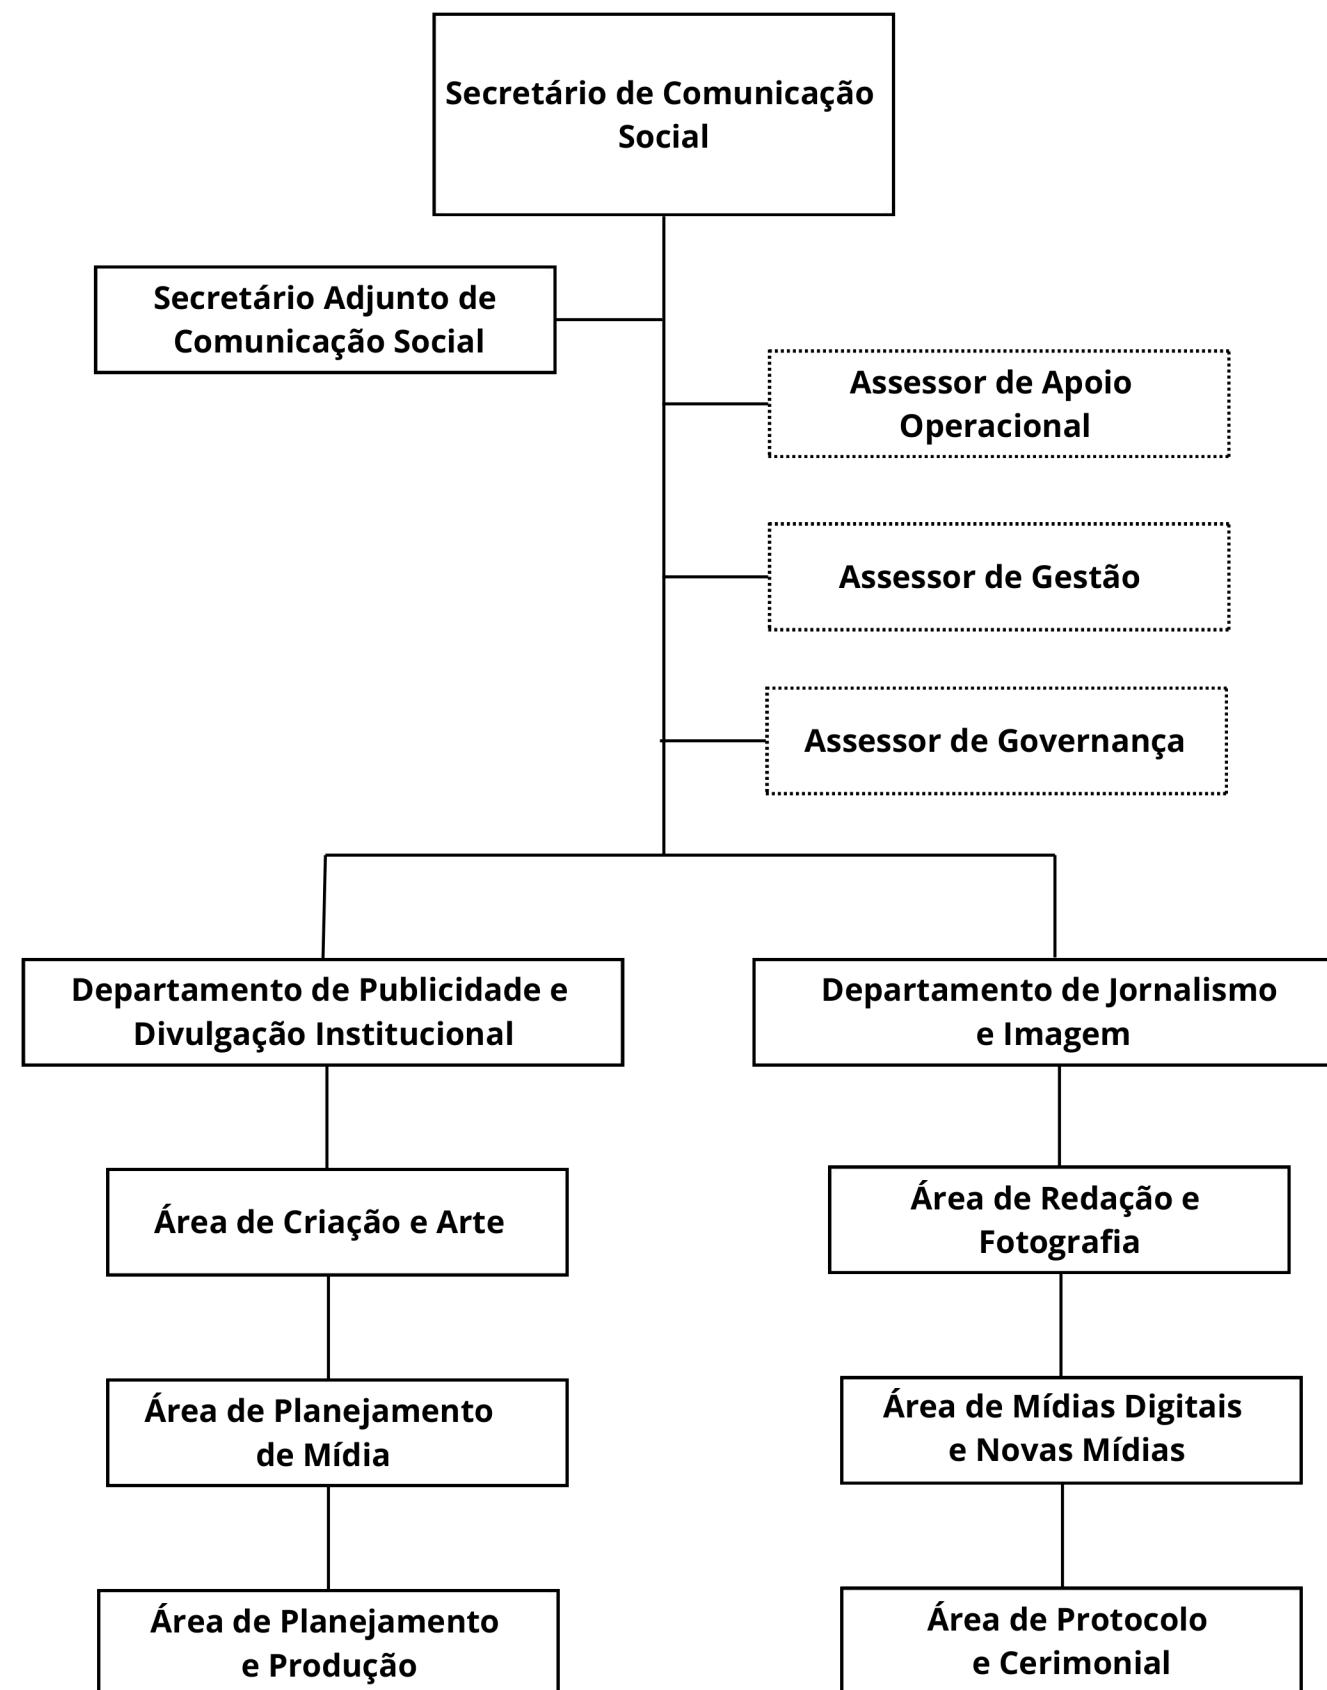 Secretário de Comunicação
Social
Secretário Adjunto de
Comunicação Social
Assessor de Apoio
Operacional
Assessor de Gestão
Assessor de Governança
Departamento de Publicidade e
Divulgação Institucional
Departamento de Jornalismo
e Imagem
Área de Criação e Arte
Área de Redação e
Fotografia
Área de Planejamento
de Mídia
Área de Mídias Digitais
e Novas Mídias
Área de Planejamento
e Produção
Área de Protocolo
e Cerimonial